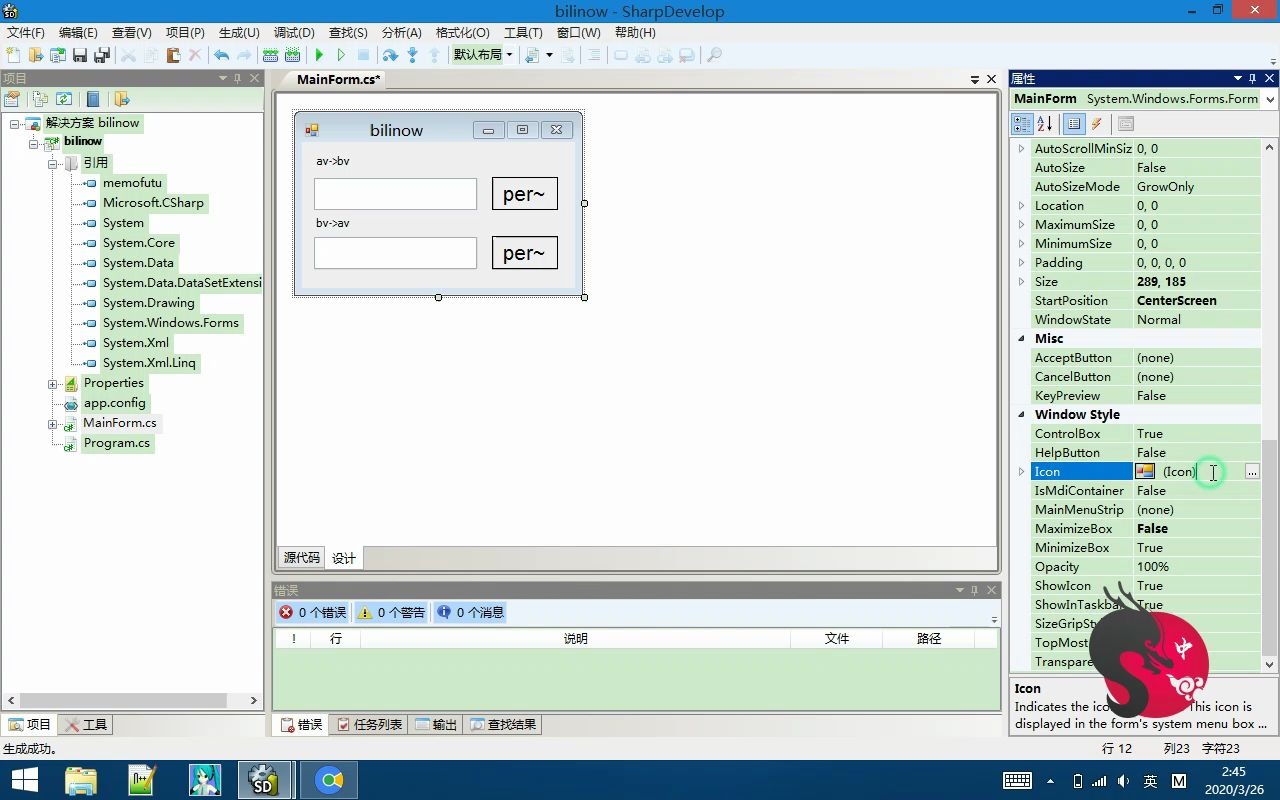 bilinow - SharpDevelop
文件(F) 编辑(E) 查看(V) 项目(P) 生成(U) 调试(D) 查找(S) 分析(A) 格式化(O) 工具(T) 窗口(W) 帮助(H)
默认布局
项目
解决方案 bilinow
bilinow
引用
memofutu
Microsoft.CSharp
System
System.Core
System.Data
System.Data.DataSetExtensi
System.Drawing
System.Windows.Forms
System.Xml
System.Xml.Linq
Properties
app.config
MainForm.cs
Program.cs
项目 工具
MainForm.cs*
bilinow
av->bv
per~
bv->av
per~
源代码 设计
错误
0 个错误 0 个警告 0 个消息
! 行 说明 文件 路径
错误 任务列表 输出 查找结果
属性
MainForm System.Windows.Forms.Form
AutoScrollMinSiz 0, 0
AutoSize False
AutoSizeMode GrowOnly
Location 0, 0
MaximumSize 0, 0
MinimumSize 0, 0
Padding 0, 0, 0, 0
Size 289, 185
StartPosition CenterScreen
WindowState Normal
Misc
AcceptButton (none)
CancelButton (none)
KeyPreview False
Window Style
ControlBox True
HelpButton False
Icon (Icon) ...
IsMdiContainer False
MainMenuStrip (none)
MaximizeBox False
MinimizeBox True
Opacity 100%
ShowIcon True
ShowInTaskba True
SizeGripSt
TopMost
Transpare
中
Icon
Indicates the ico This icon is
displayed in the form's system menu box ...
生成成功。 行 12 列23 字符23
SD 英 M 2:45
2020/3/26